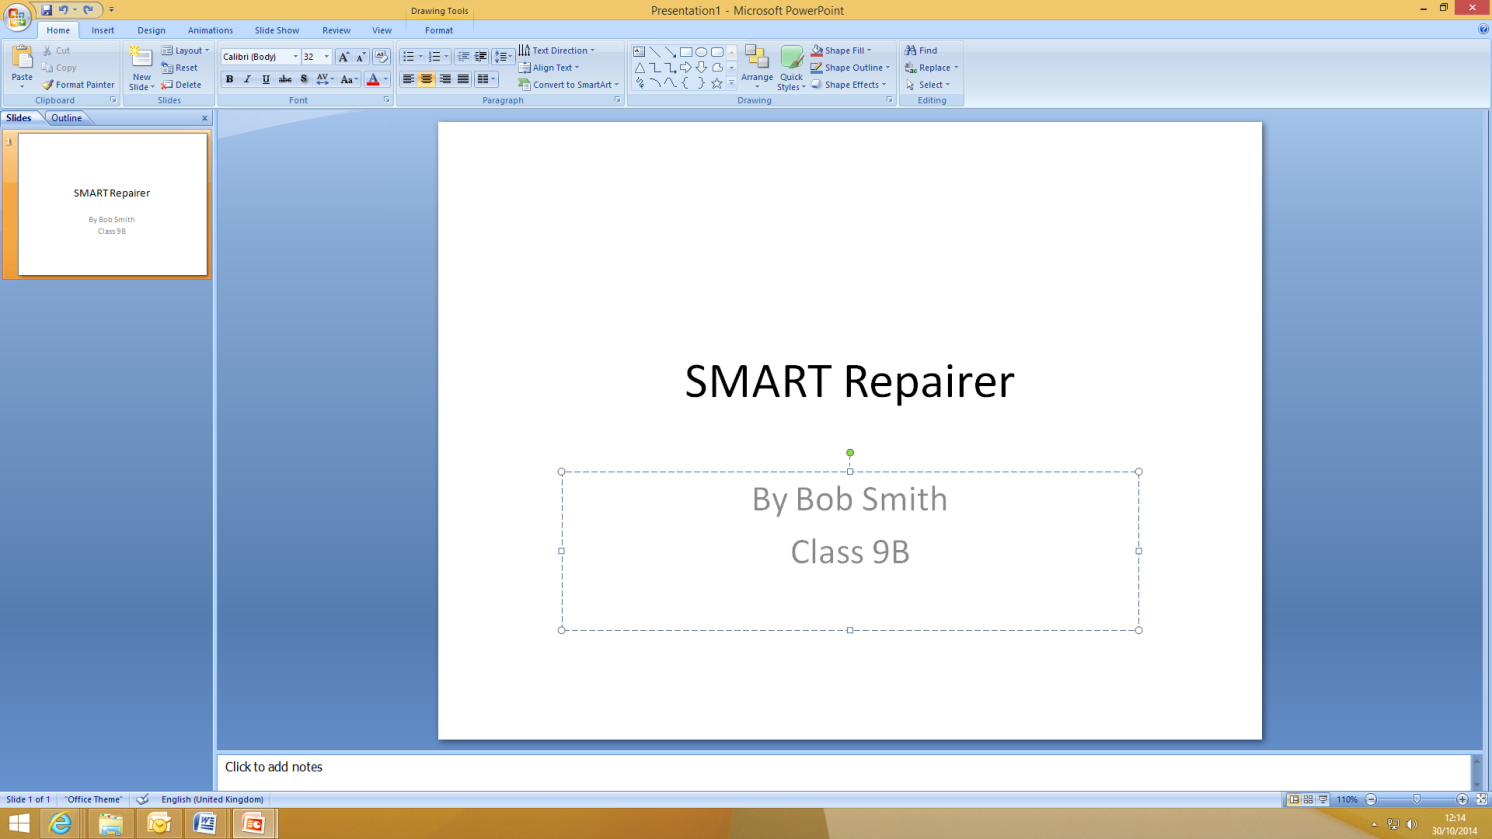 Drawing Tools
Presentation1 - Microsoft PowerPoint
Home Insert Design Animations Slide Show Review View Format
Paste
Cut
Copy
Format Painter
Clipboard
New
Slide
Layout
Reset
Delete
Slides
Calibri (Body) 32
B I U abc S AV Aa A
Font
Text Direction
Align Text
Convert to SmartArt
Paragraph
Arrange
Quick
Styles
Shape Fill
Shape Outline
Shape Effects
Drawing
Find
Replace
Select
Editing
Slides Outline
1
SMART Repairer
By Bob Smith
Class 9B
SMART Repairer
By Bob Smith
Class 9B
Click to add notes
Slide 1 of 1 "Office Theme" English (United Kingdom) 110%
12:14
30/10/2014